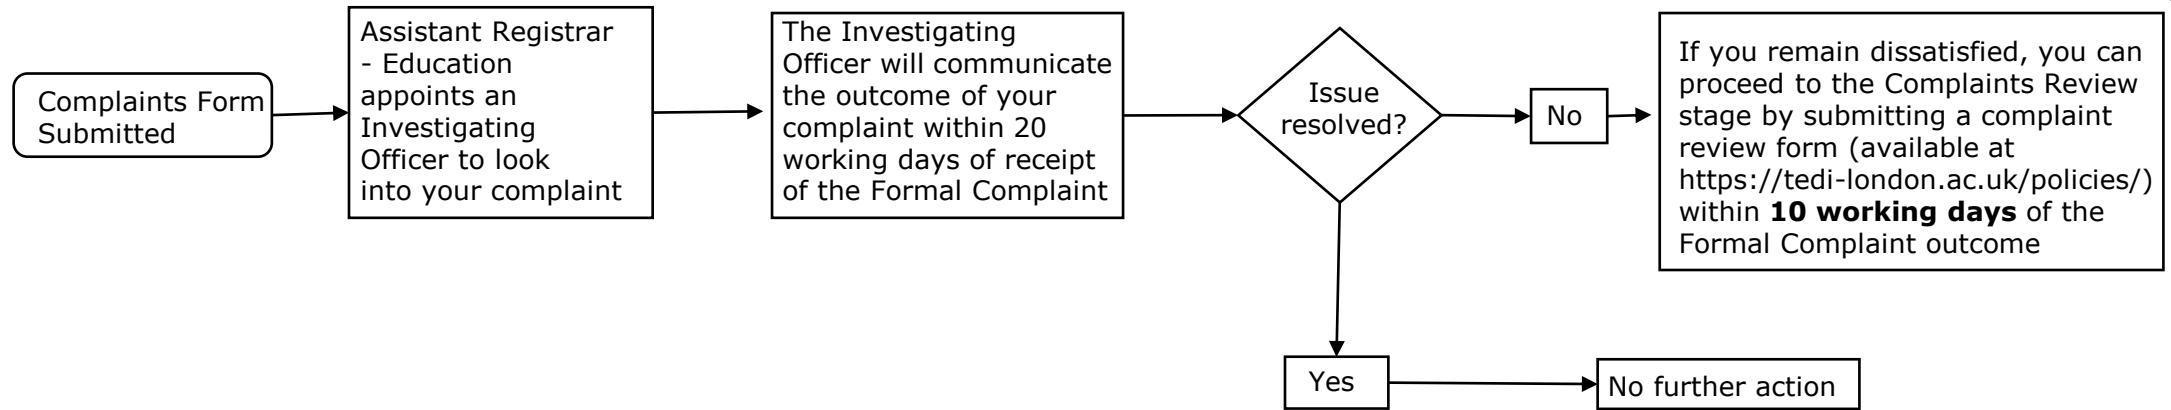 Complaints Form
Submitted
Assistant Registrar
- Education
appoints an
Investigating
Officer to look
into your complaint
The Investigating
Officer will communicate
the outcome of your
complaint within 20
working days of receipt
of the Formal Complaint
Issue
resolved?
No
If you remain dissatisfied, you can
proceed to the Complaints Review
stage by submitting a complaint
review form (available at
https://tedi-london.ac.uk/policies/)
within 10 working days of the
Formal Complaint outcome
Yes
No further action